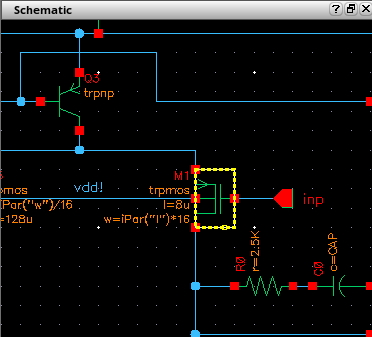 Schematic
Q3
trpnp
M1
vdd!
pmos
trpmos
iPar("w")/16
l=8u
=128u
w=iPar("l")*16
inp
R0
r=2.5K
C0
c=CAP